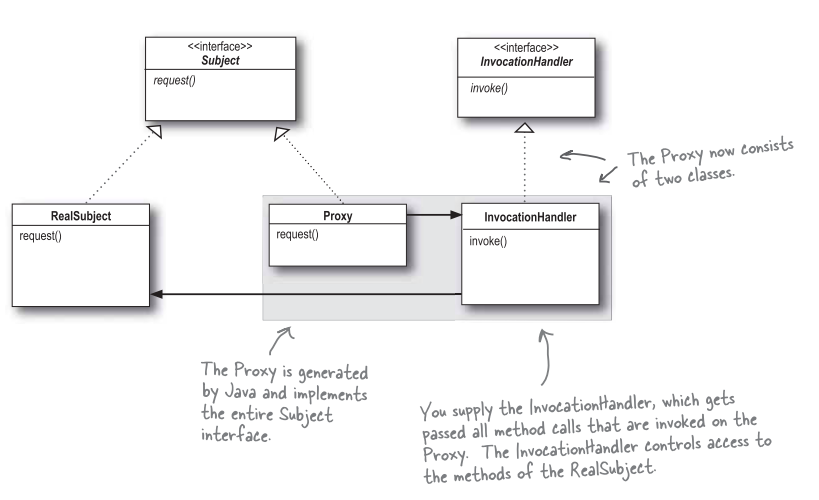 <<interface>>
Subject
request()
<<interface>>
InvocationHandler
invoke()
The Proxy now consists
of two classes.
RealSubject
request()
Proxy
request()
InvocationHandler
invoke()
The Proxy is generated
by Java and implements
the entire Subject
interface.
You supply the InvocationHandler, which gets
passed all method calls that are invoked on the
Proxy. The InvocationHandler controls access to
the methods of the RealSubject.